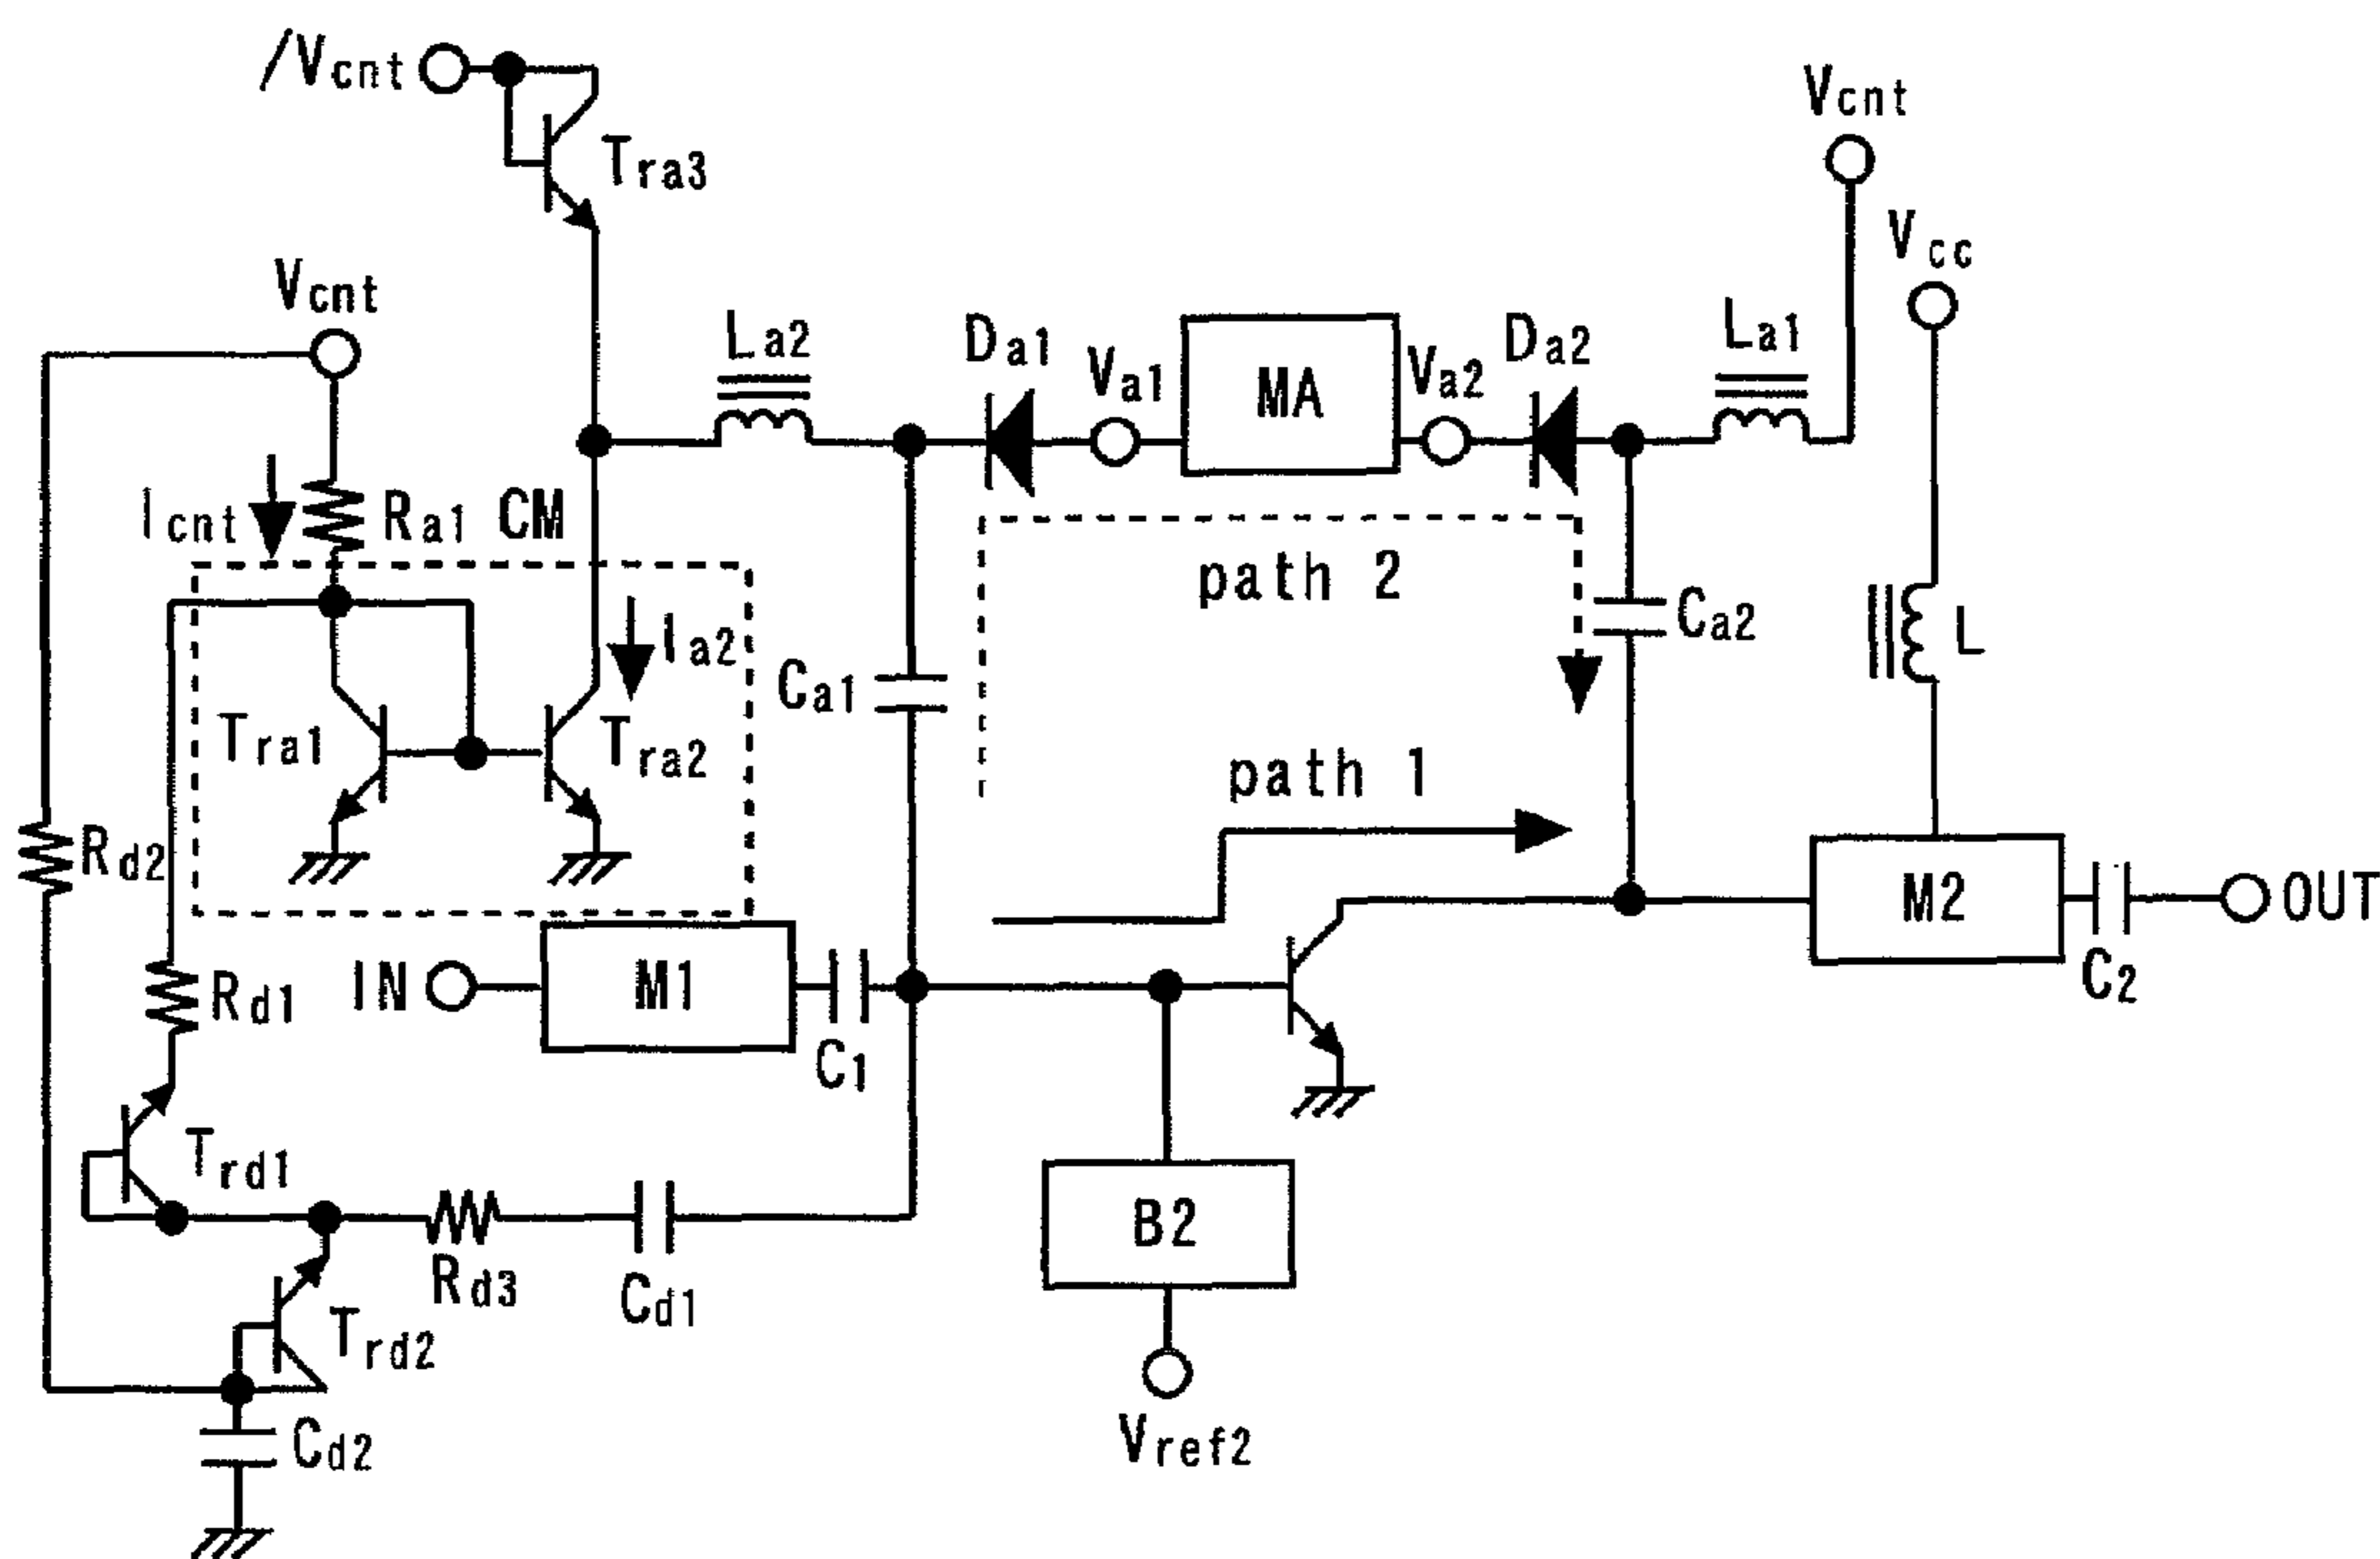 /Vcnt
Tra3
Vcnt
Vcc
Vcnt
La2
Da1
Va1
MA
Va2
Da2
La1
Icnt
Ra1
CM
path 2
Ca2
L
Ia2
Ca1
Tra1
Tra2
path 1
Rd2
M2
OUT
C2
IN
M1
C1
Rd1
Trd1
B2
Rd3
Cd1
Trd2
Cd2
Vref2